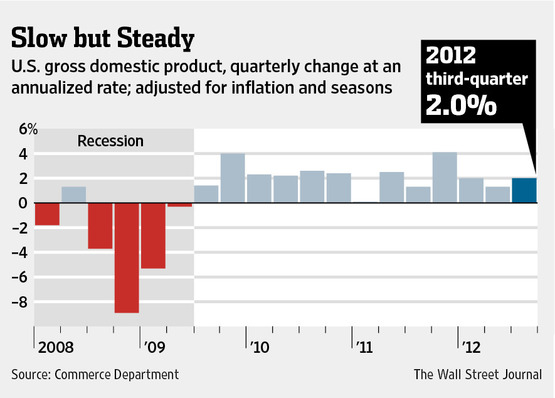 Slow but Steady
U.S. gross domestic product, quarterly change at an
annualized rate; adjusted for inflation and seasons
2012
third-quarter
2.0%
6%
Recession
4
2
0
–2
–4
–6
–8
2008
’09
’10
’11
’12
Source: Commerce Department
The Wall Street Journal